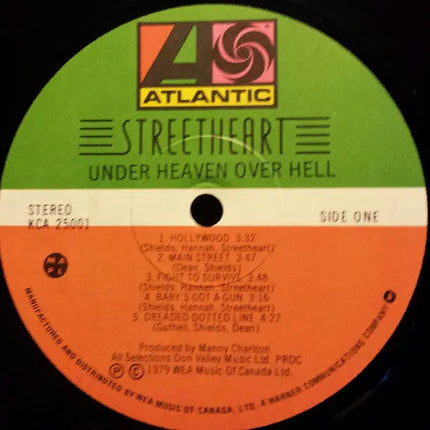 ATLANTIC
STREETHEART
UNDER HEAVEN OVER HELL
STEREO
KCA 25001
SIDE ONE
1. HOLLYWOOD 3:32
(Shields, Hannah, Streetheart)
2. MAIN STREET 3:47
(Dean, Shields)
3. FIGHT TO SURVIVE 3:48
(Shields, Hannah, Streetheart)
4. BABY'S GOT A GUN 3:16
(Shields, Hannah, Streetheart)
5. DREADED DOTTED LINE 4:27
(Gutheil, Shields, Dean)
Produced by Manny Charlton
All Selections Don Valley Music Ltd. PROC
Ⓟ © 1979 WEA Music Of Canada Ltd.
MANUFACTURED AND DISTRIBUTED BY WEA MUSIC OF CANADA, LTD. A WARNER COMMUNICATIONS COMPANY